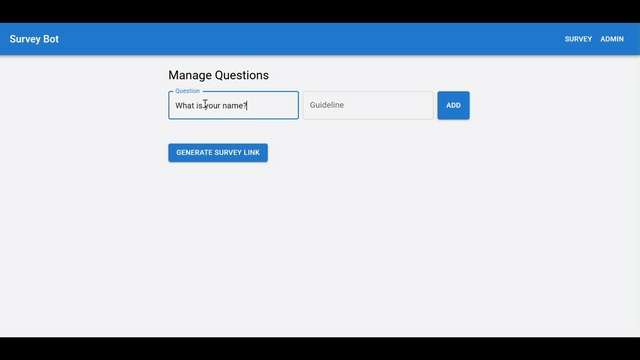 Survey Bot
SURVEY ADMIN
Manage Questions
Question
What is your name?
Guideline
ADD
GENERATE SURVEY LINK